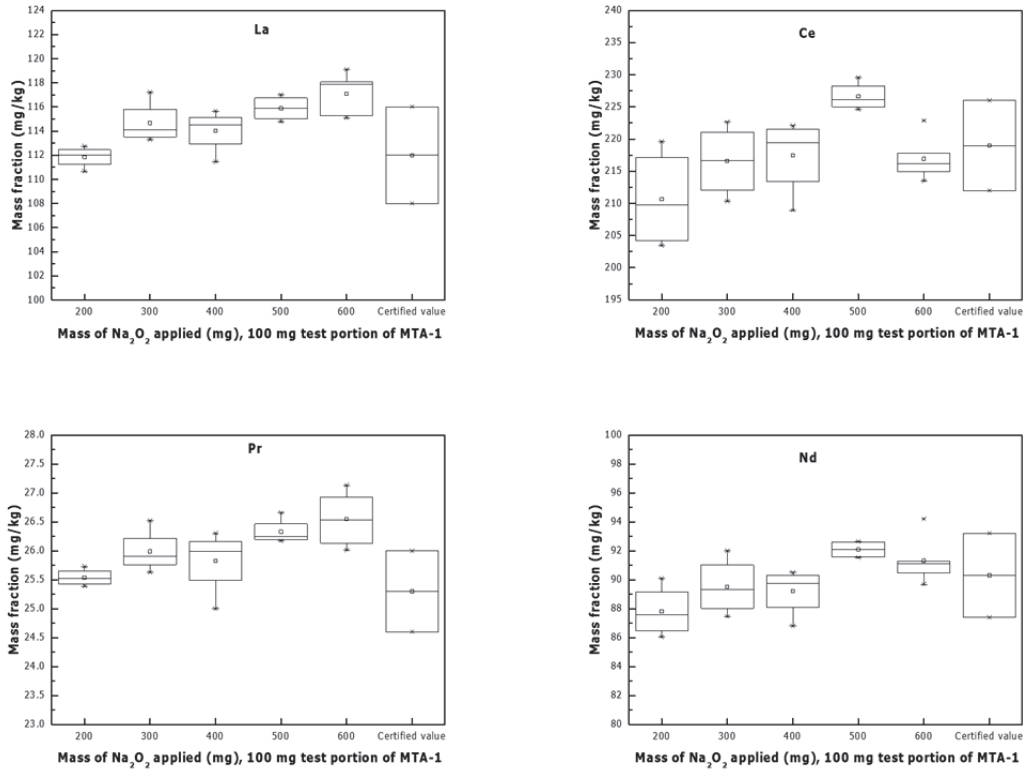 La
Mass fraction (mg/kg)
124
122
120
118
116
114
112
110
108
106
104
102
100
200 300 400 500 600 Certified value
Mass of Na₂O₂ applied (mg), 100 mg test portion of MTA-1
Ce
Mass fraction (mg/kg)
240
235
230
225
220
215
210
205
200
195
200 300 400 500 600 Certified value
Mass of Na₂O₂ applied (mg), 100 mg test portion of MTA-1
Pr
Mass fraction (mg/kg)
28.0
27.5
27.0
26.5
26.0
25.5
25.0
24.5
24.0
23.5
23.0
200 300 400 500 600 Certified value
Mass of Na₂O₂ applied (mg), 100 mg test portion of MTA-1
Nd
Mass fraction (mg/kg)
100
98
96
94
92
90
88
86
84
82
80
200 300 400 500 600 Certified value
Mass of Na₂O₂ applied (mg), 100 mg test portion of MTA-1